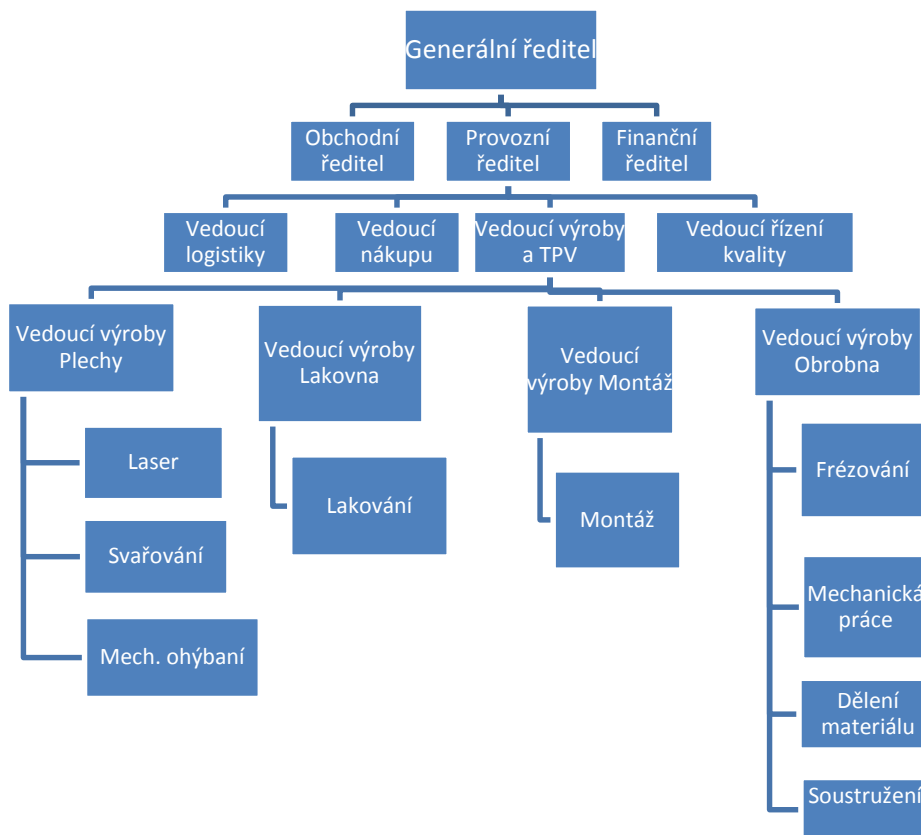 Generální ředitel
Obchodní
ředitel
Provozní
ředitel
Finanční
ředitel
Vedoucí
logistiky
Vedoucí
nákupu
Vedoucí výroby
a TPV
Vedoucí řízení
kvality
Vedoucí výroby
Plechy
Vedoucí výroby
Lakovna
Vedoucí
výroby Montáž
Vedoucí výroby
Obrobna
Laser
Svařování
Mech. ohýbaní
Lakování
Montáž
Frézování
Mechanická
práce
Dělení
materiálu
Soustružení